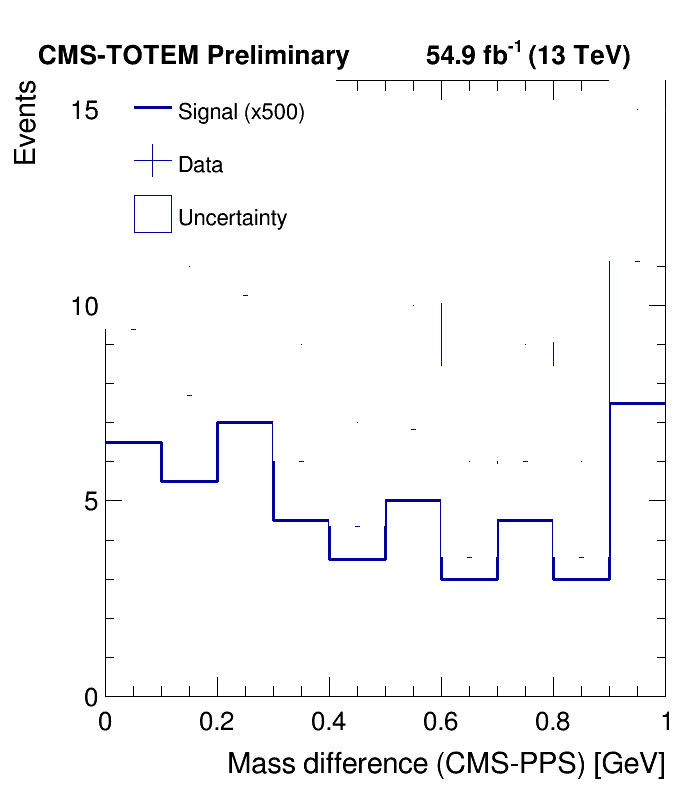 CMS-TOTEM Preliminary 54.9 fb-1 (13 TeV)
Events
15
Signal (x500)
Data
Uncertainty
10
5
0
0 0.2 0.4 0.6 0.8 1
Mass difference (CMS-PPS) [GeV]